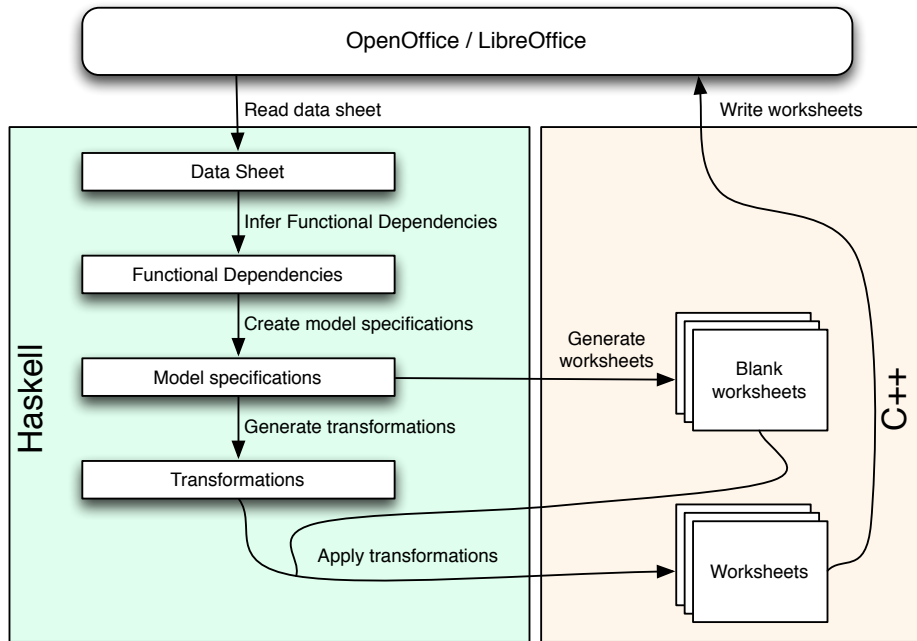 OpenOffice / LibreOffice
Read data sheet
Write worksheets
Data Sheet
Infer Functional Dependencies
Functional Dependencies
Create model specifications
Haskell
Model specifications
Generate
worksheets
Blank
worksheets
C++
Generate transformations
Transformations
Apply transformations
Worksheets